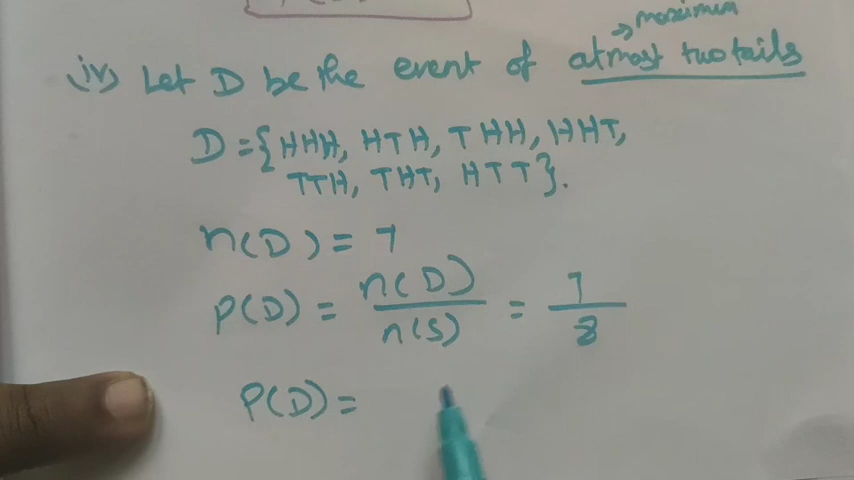 maximum
(iv) Let D be the event of atmost two tails
D = {HHH, HTH, THH, HHT,
TTH, THT, HTT}.
n(D) = 7
P(D) = n(D)/n(S) = 7/8
P(D) =